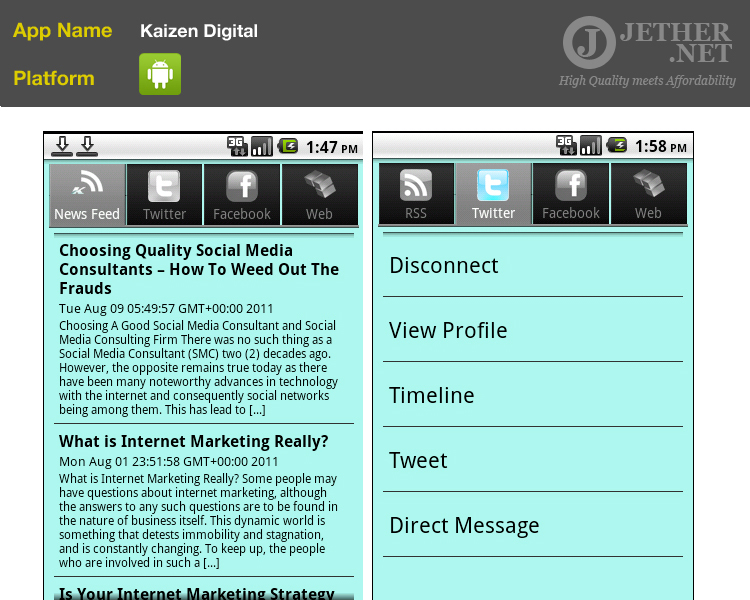 App Name Kaizen Digital
Platform
JETHER
.NET
High Quality meets Affordability
3G 1:47 PM
News Feed Twitter Facebook Web
Choosing Quality Social Media
Consultants – How To Weed Out The
Frauds
Tue Aug 09 05:49:57 GMT+00:00 2011
Choosing A Good Social Media Consultant and Social
Media Consulting Firm There was no such thing as a
Social Media Consultant (SMC) two (2) decades ago.
However, the opposite remains true today as there
have been many noteworthy advances in technology
with the internet and consequently social networks
being among them. This has lead to [...]
What is Internet Marketing Really?
Mon Aug 01 23:51:58 GMT+00:00 2011
What is Internet Marketing Really? Some people may
have questions about internet marketing, although
the answers to any such questions are to be found in
the nature of business itself. This dynamic world is
something that detests immobility and stagnation,
and is constantly changing. To keep up, the people
who are involved in such a [...]
Is Your Internet Marketing Strategy
3G 1:58 PM
RSS Twitter Facebook Web
Disconnect
View Profile
Timeline
Tweet
Direct Message